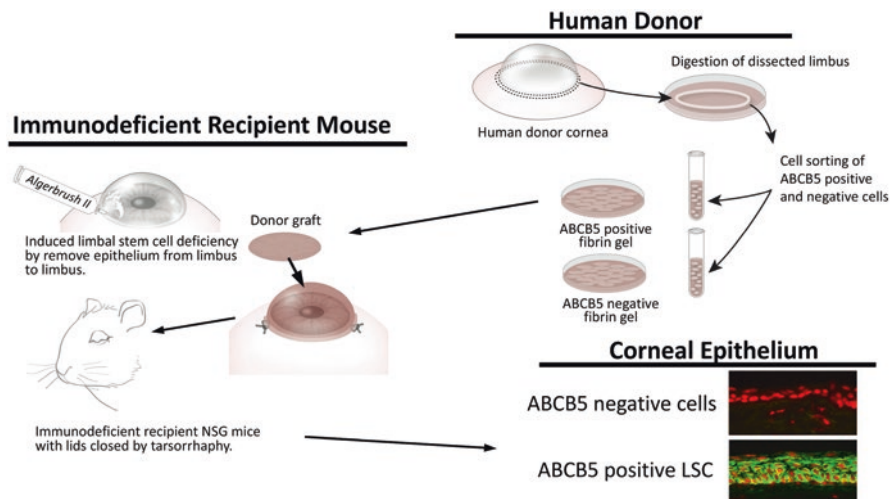 Human Donor
Digestion of dissected limbus
Human donor cornea
Cell sorting of
ABCB5 positive
and negative cells
ABCB5 positive
fibrin gel
ABCB5 negative
fibrin gel
Immunodeficient Recipient Mouse
Algerbrush II
Donor graft
Induced limbal stem cell deficiency
by remove epithelium from limbus
to limbus.
Immunodeficient recipient NSG mice
with lids closed by tarsorrhaphy.
Corneal Epithelium
ABCB5 negative cells
ABCB5 positive LSC